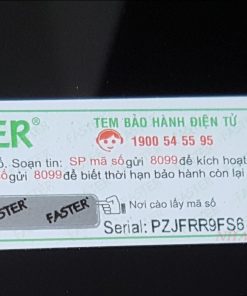 ER®
TEM BẢO HÀNH ĐIỆN TỬ
1900 54 55 95
. Soạn tin: SP mã số gửi 8099 để kích hoạt
số gửi 8099 để biết thời hạn bảo hành còn lại
FASTER FASTER
Nơi cào lấy mã số
Serial: PZJFRR9FS8